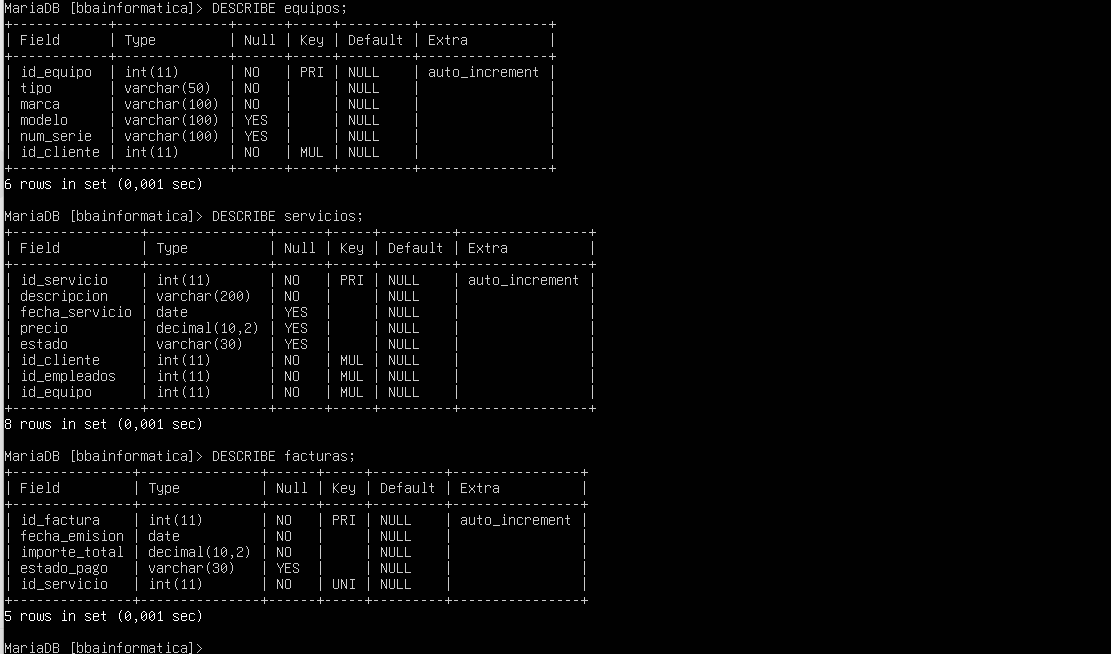 MariaDB [bbainformatica]> DESCRIBE equipos;
+------------+--------------+------+-----+---------+----------------+
| Field      | Type         | Null | Key | Default | Extra          |
+------------+--------------+------+-----+---------+----------------+
| id_equipo  | int(11)      | NO   | PRI | NULL    | auto_increment |
| tipo       | varchar(50)  | NO   |     | NULL    |                |
| marca      | varchar(100) | NO   |     | NULL    |                |
| modelo     | varchar(100) | YES  |     | NULL    |                |
| num_serie  | varchar(100) | YES  |     | NULL    |                |
| id_cliente | int(11)      | NO   | MUL | NULL    |                |
+------------+--------------+------+-----+---------+----------------+
6 rows in set (0,001 sec)
MariaDB [bbainformatica]> DESCRIBE servicios;
+----------------+---------------+------+-----+---------+----------------+
| Field          | Type          | Null | Key | Default | Extra          |
+----------------+---------------+------+-----+---------+----------------+
| id_servicio    | int(11)       | NO   | PRI | NULL    | auto_increment |
| descripcion    | varchar(200)  | NO   |     | NULL    |                |
| fecha_servicio | date          | YES  |     | NULL    |                |
| precio         | decimal(10,2) | YES  |     | NULL    |                |
| estado         | varchar(30)   | YES  |     | NULL    |                |
| id_cliente     | int(11)       | NO   | MUL | NULL    |                |
| id_empleados   | int(11)       | NO   | MUL | NULL    |                |
| id_equipo      | int(11)       | NO   | MUL | NULL    |                |
+----------------+---------------+------+-----+---------+----------------+
8 rows in set (0,001 sec)
MariaDB [bbainformatica]> DESCRIBE facturas;
+---------------+---------------+------+-----+---------+----------------+
| Field         | Type          | Null | Key | Default | Extra          |
+---------------+---------------+------+-----+---------+----------------+
| id_factura    | int(11)       | NO   | PRI | NULL    | auto_increment |
| fecha_emision | date          | NO   |     | NULL    |                |
| importe_total | decimal(10,2) | NO   |     | NULL    |                |
| estado_pago   | varchar(30)   | YES  |     | NULL    |                |
| id_servicio   | int(11)       | NO   | UNI | NULL    |                |
+---------------+---------------+------+-----+---------+----------------+
5 rows in set (0,001 sec)
MariaDB [bbainformatica]>